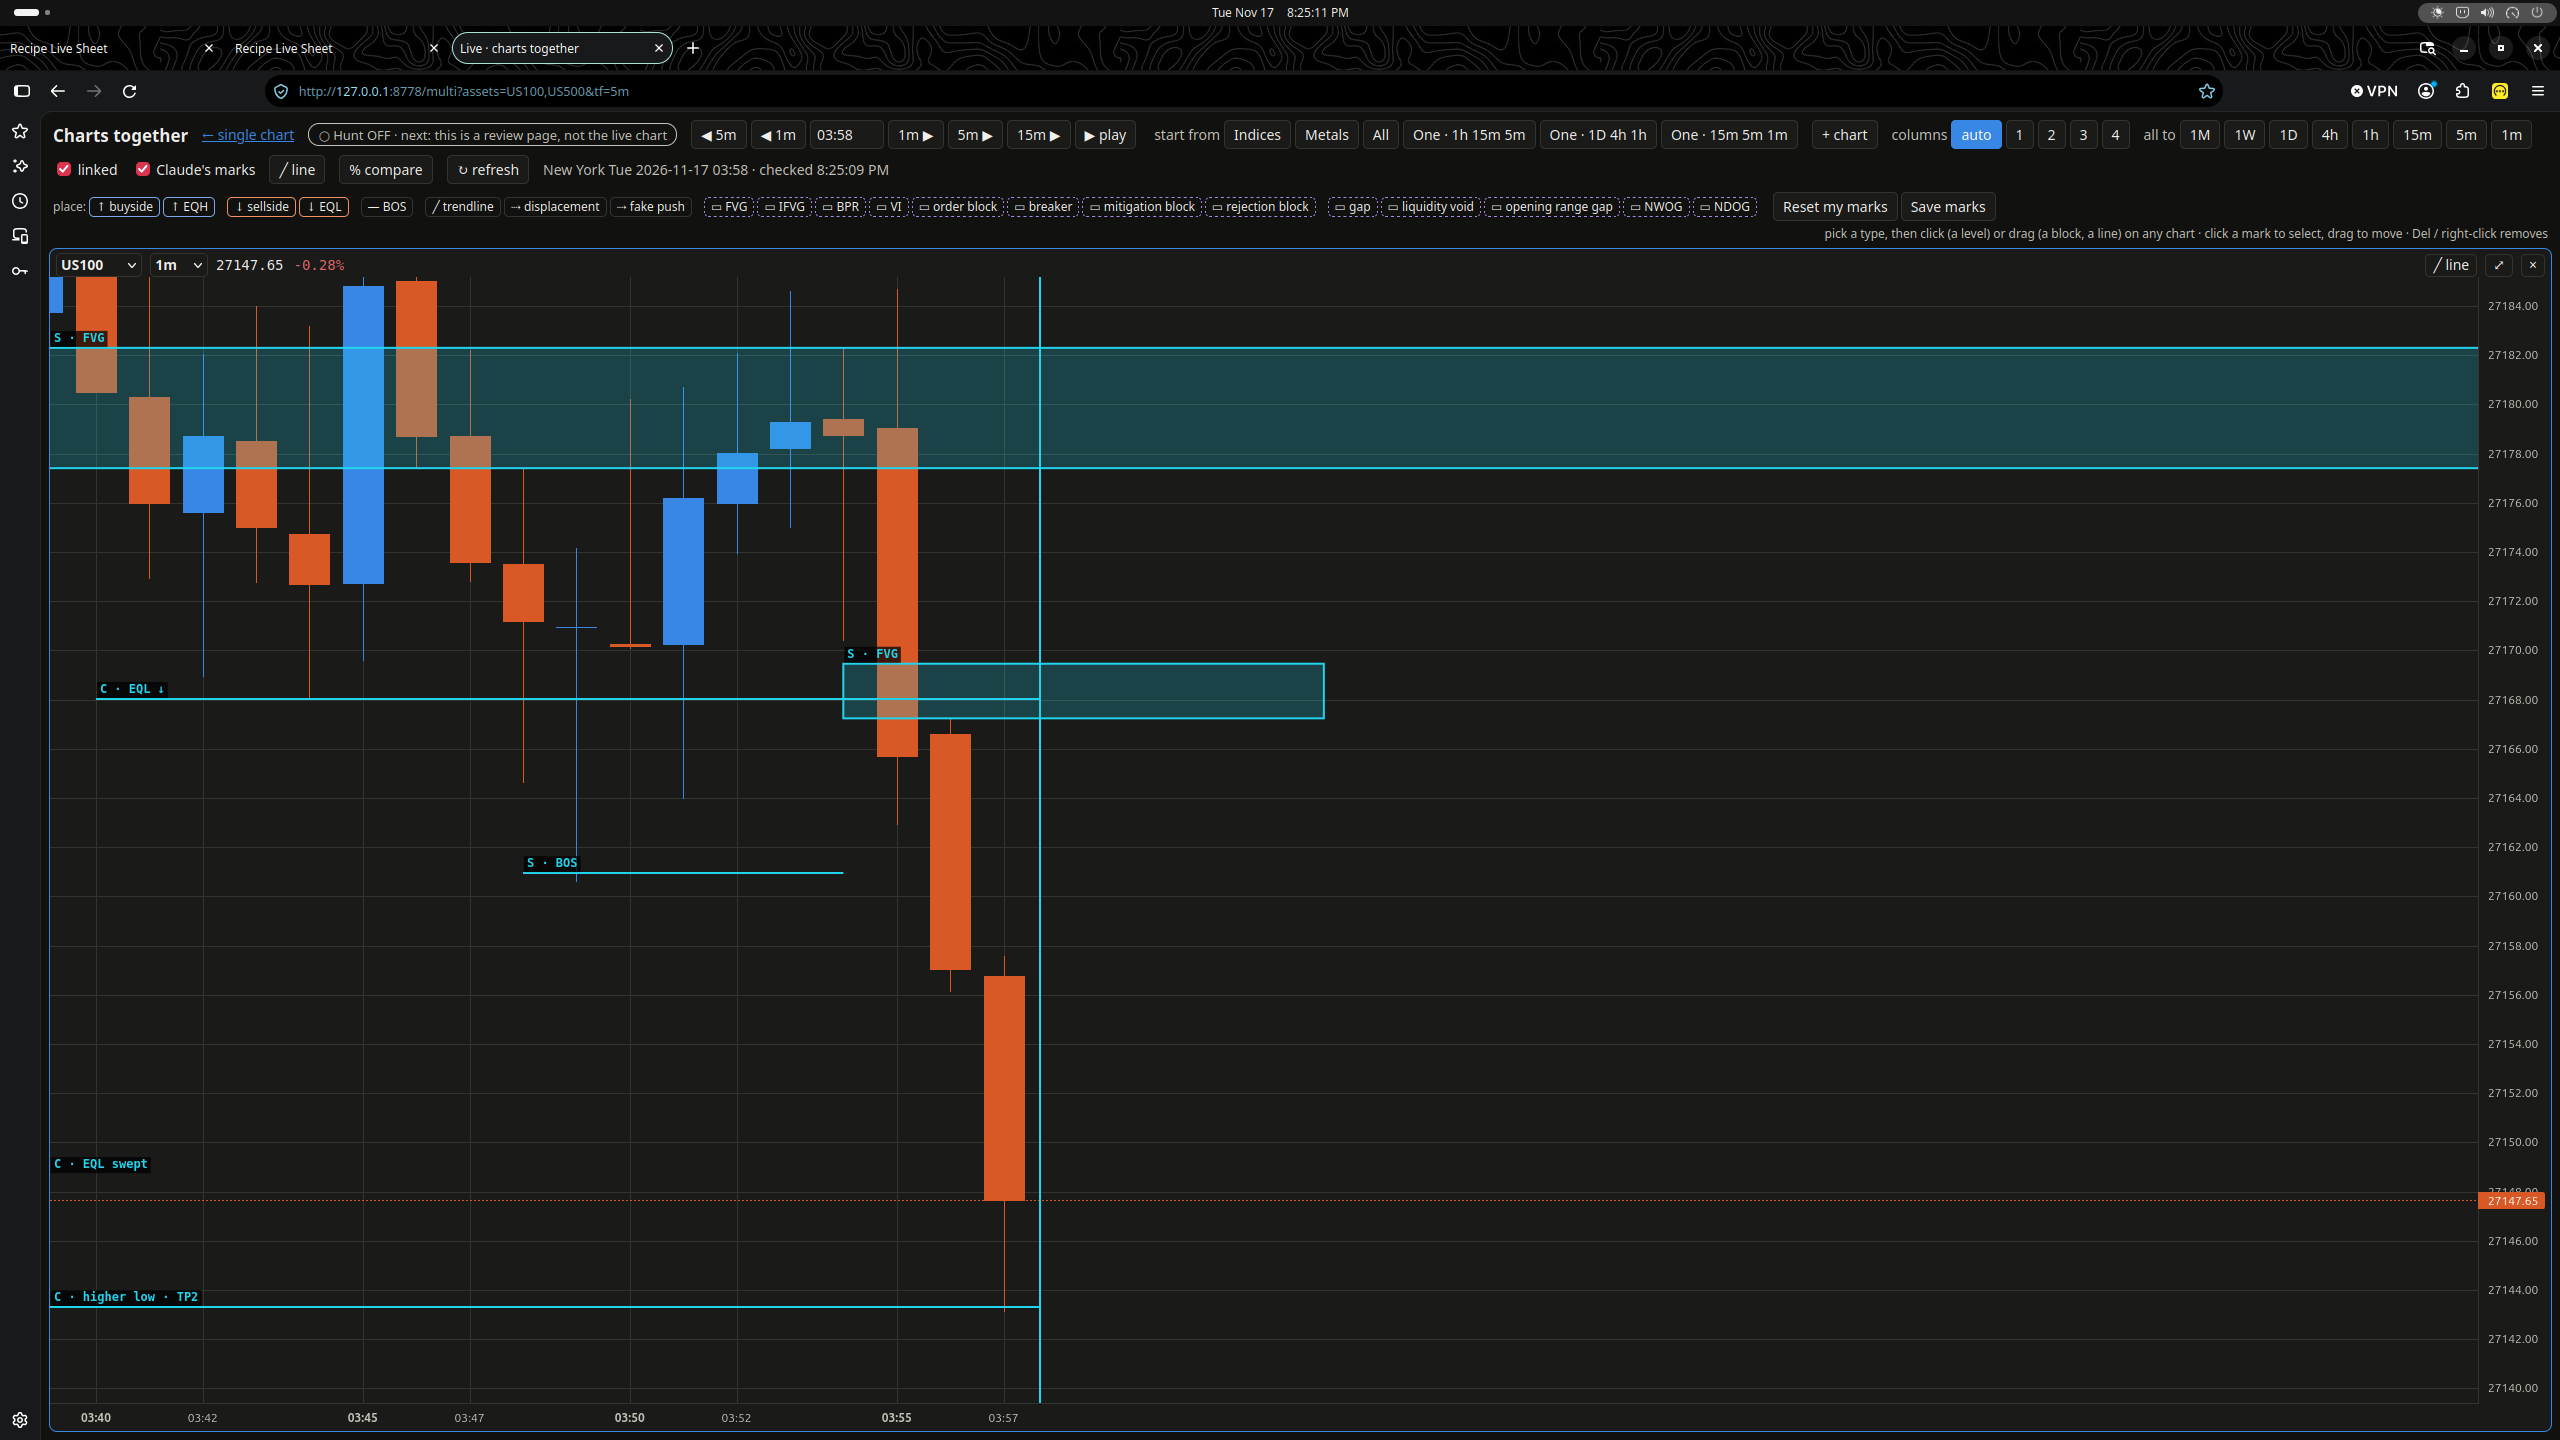 Tue Nov 17 8:25:11 PM
Recipe Live Sheet
Recipe Live Sheet
Live · charts together
http://127.0.0.1:8778/multi?assets=US100,US500&tf=5m
VPN
Charts together
← single chart
Hunt OFF · next: this is a review page, not the live chart
◀ 5m
◀ 1m
03:58
1m ▶
5m ▶
15m ▶
▶ play
start from
Indices
Metals
All
One · 1h 15m 5m
One · 1D 4h 1h
One · 15m 5m 1m
+ chart
columns
auto
1
2
3
4
all to
1M
1W
1D
4h
1h
15m
5m
1m
linked
Claude's marks
╱ line
% compare
↻ refresh
New York Tue 2026-11-17 03:58 · checked 8:25:09 PM
place:
↑ buyside
↑ EQH
↓ sellside
↓ EQL
— BOS
╱ trendline
→ displacement
→ fake push
▭ FVG
▭ IFVG
▭ BPR
▭ VI
▭ order block
▭ breaker
▭ mitigation block
▭ rejection block
▭ gap
▭ liquidity void
▭ opening range gap
▭ NWOG
▭ NDOG
Reset my marks
Save marks
pick a type, then click (a level) or drag (a block, a line) on any chart · click a mark to select, drag to move · Del / right-click removes
US100
1m
27147.65 -0.28%
╱ line
27184.00
S · FVG
27182.00
27180.00
27178.00
27176.00
27174.00
27172.00
27170.00
S · FVG
C · EQL ↓
27168.00
27166.00
27164.00
27162.00
S · BOS
27160.00
27158.00
27156.00
27154.00
27152.00
27150.00
C · EQL swept
27148.00
27147.65
27146.00
27144.00
C · higher low · TP2
27142.00
27140.00
03:40
03:42
03:45
03:47
03:50
03:52
03:55
03:57